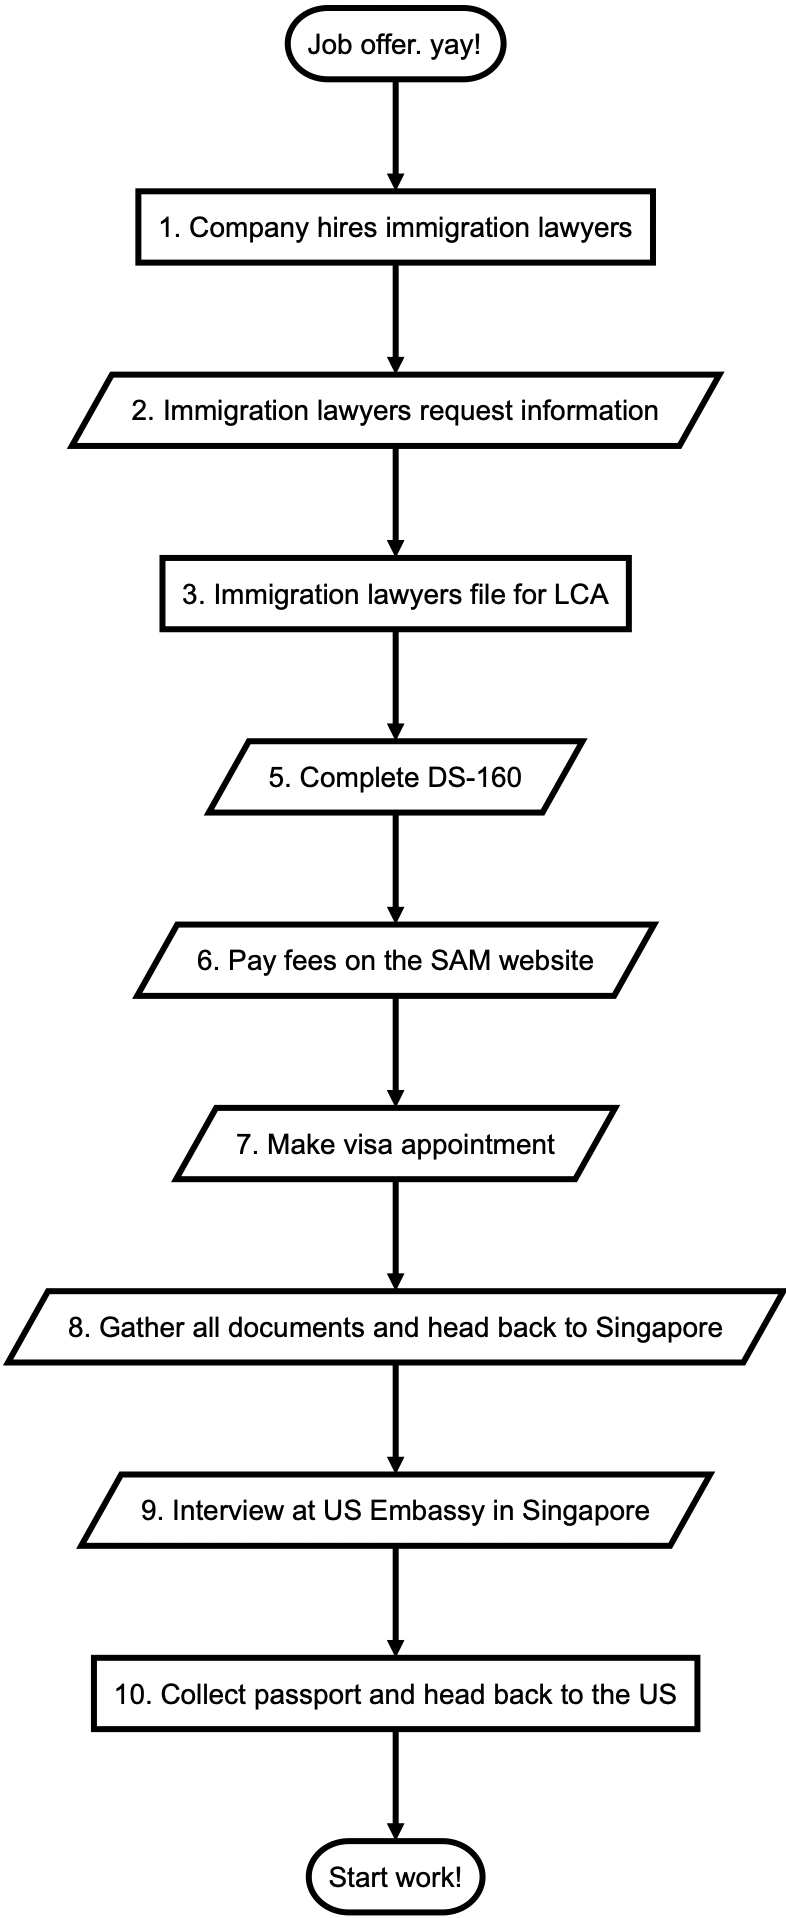 Job offer. yay!
1. Company hires immigration lawyers
2. Immigration lawyers request information
3. Immigration lawyers file for LCA
5. Complete DS-160
6. Pay fees on the SAM website
7. Make visa appointment
8. Gather all documents and head back to Singapore
9. Interview at US Embassy in Singapore
10. Collect passport and head back to the US
Start work!